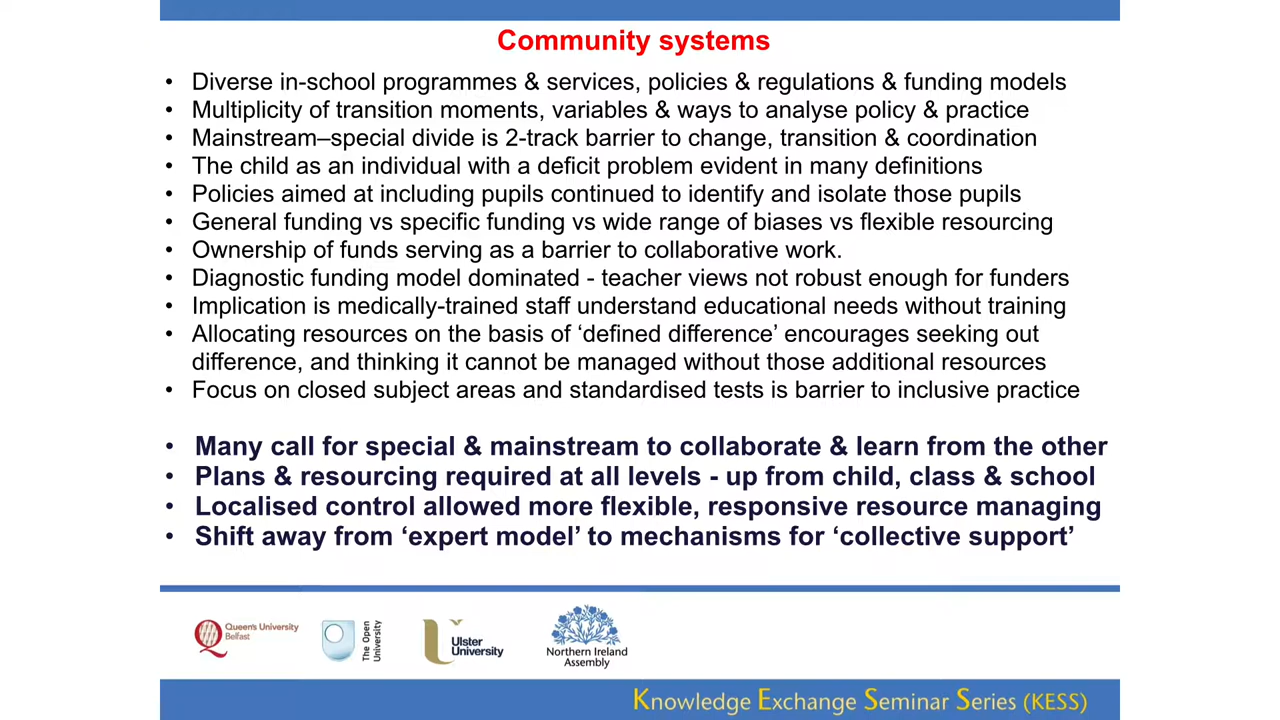 Community systems
• Diverse in-school programmes & services, policies & regulations & funding models
• Multiplicity of transition moments, variables & ways to analyse policy & practice
• Mainstream–special divide is 2-track barrier to change, transition & coordination
• The child as an individual with a deficit problem evident in many definitions
• Policies aimed at including pupils continued to identify and isolate those pupils
• General funding vs specific funding vs wide range of biases vs flexible resourcing
• Ownership of funds serving as a barrier to collaborative work.
• Diagnostic funding model dominated - teacher views not robust enough for funders
• Implication is medically-trained staff understand educational needs without training
• Allocating resources on the basis of ‘defined difference’ encourages seeking out
difference, and thinking it cannot be managed without those additional resources
• Focus on closed subject areas and standardised tests is barrier to inclusive practice
• Many call for special & mainstream to collaborate & learn from the other
• Plans & resourcing required at all levels - up from child, class & school
• Localised control allowed more flexible, responsive resource managing
• Shift away from ‘expert model’ to mechanisms for ‘collective support’
Queen's University
Belfast
The Open
University
Ulster
University
Northern Ireland
Assembly
Knowledge Exchange Seminar Series (KESS)